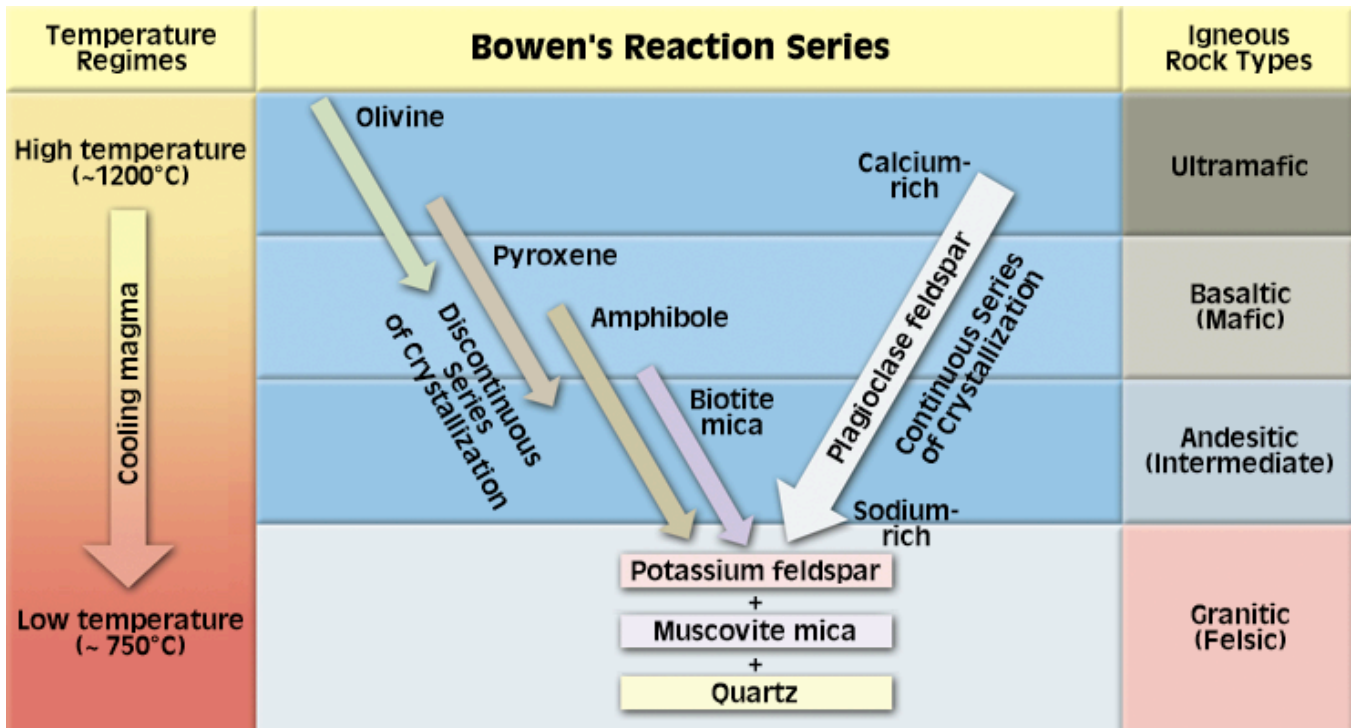 Temperature
Regimes
Bowen's Reaction Series
Igneous
Rock Types
High temperature
(~1200°C)
Cooling magma
Low temperature
(~ 750°C)
Olivine
Pyroxene
Amphibole
Biotite
mica
Discontinuous
Series
of Crystallization
Calcium-
rich
Plagioclase feldspar
Continuous Series
of Crystallization
Sodium-
rich
Potassium feldspar
+
Muscovite mica
+
Quartz
Ultramafic
Basaltic
(Mafic)
Andesitic
(Intermediate)
Granitic
(Felsic)